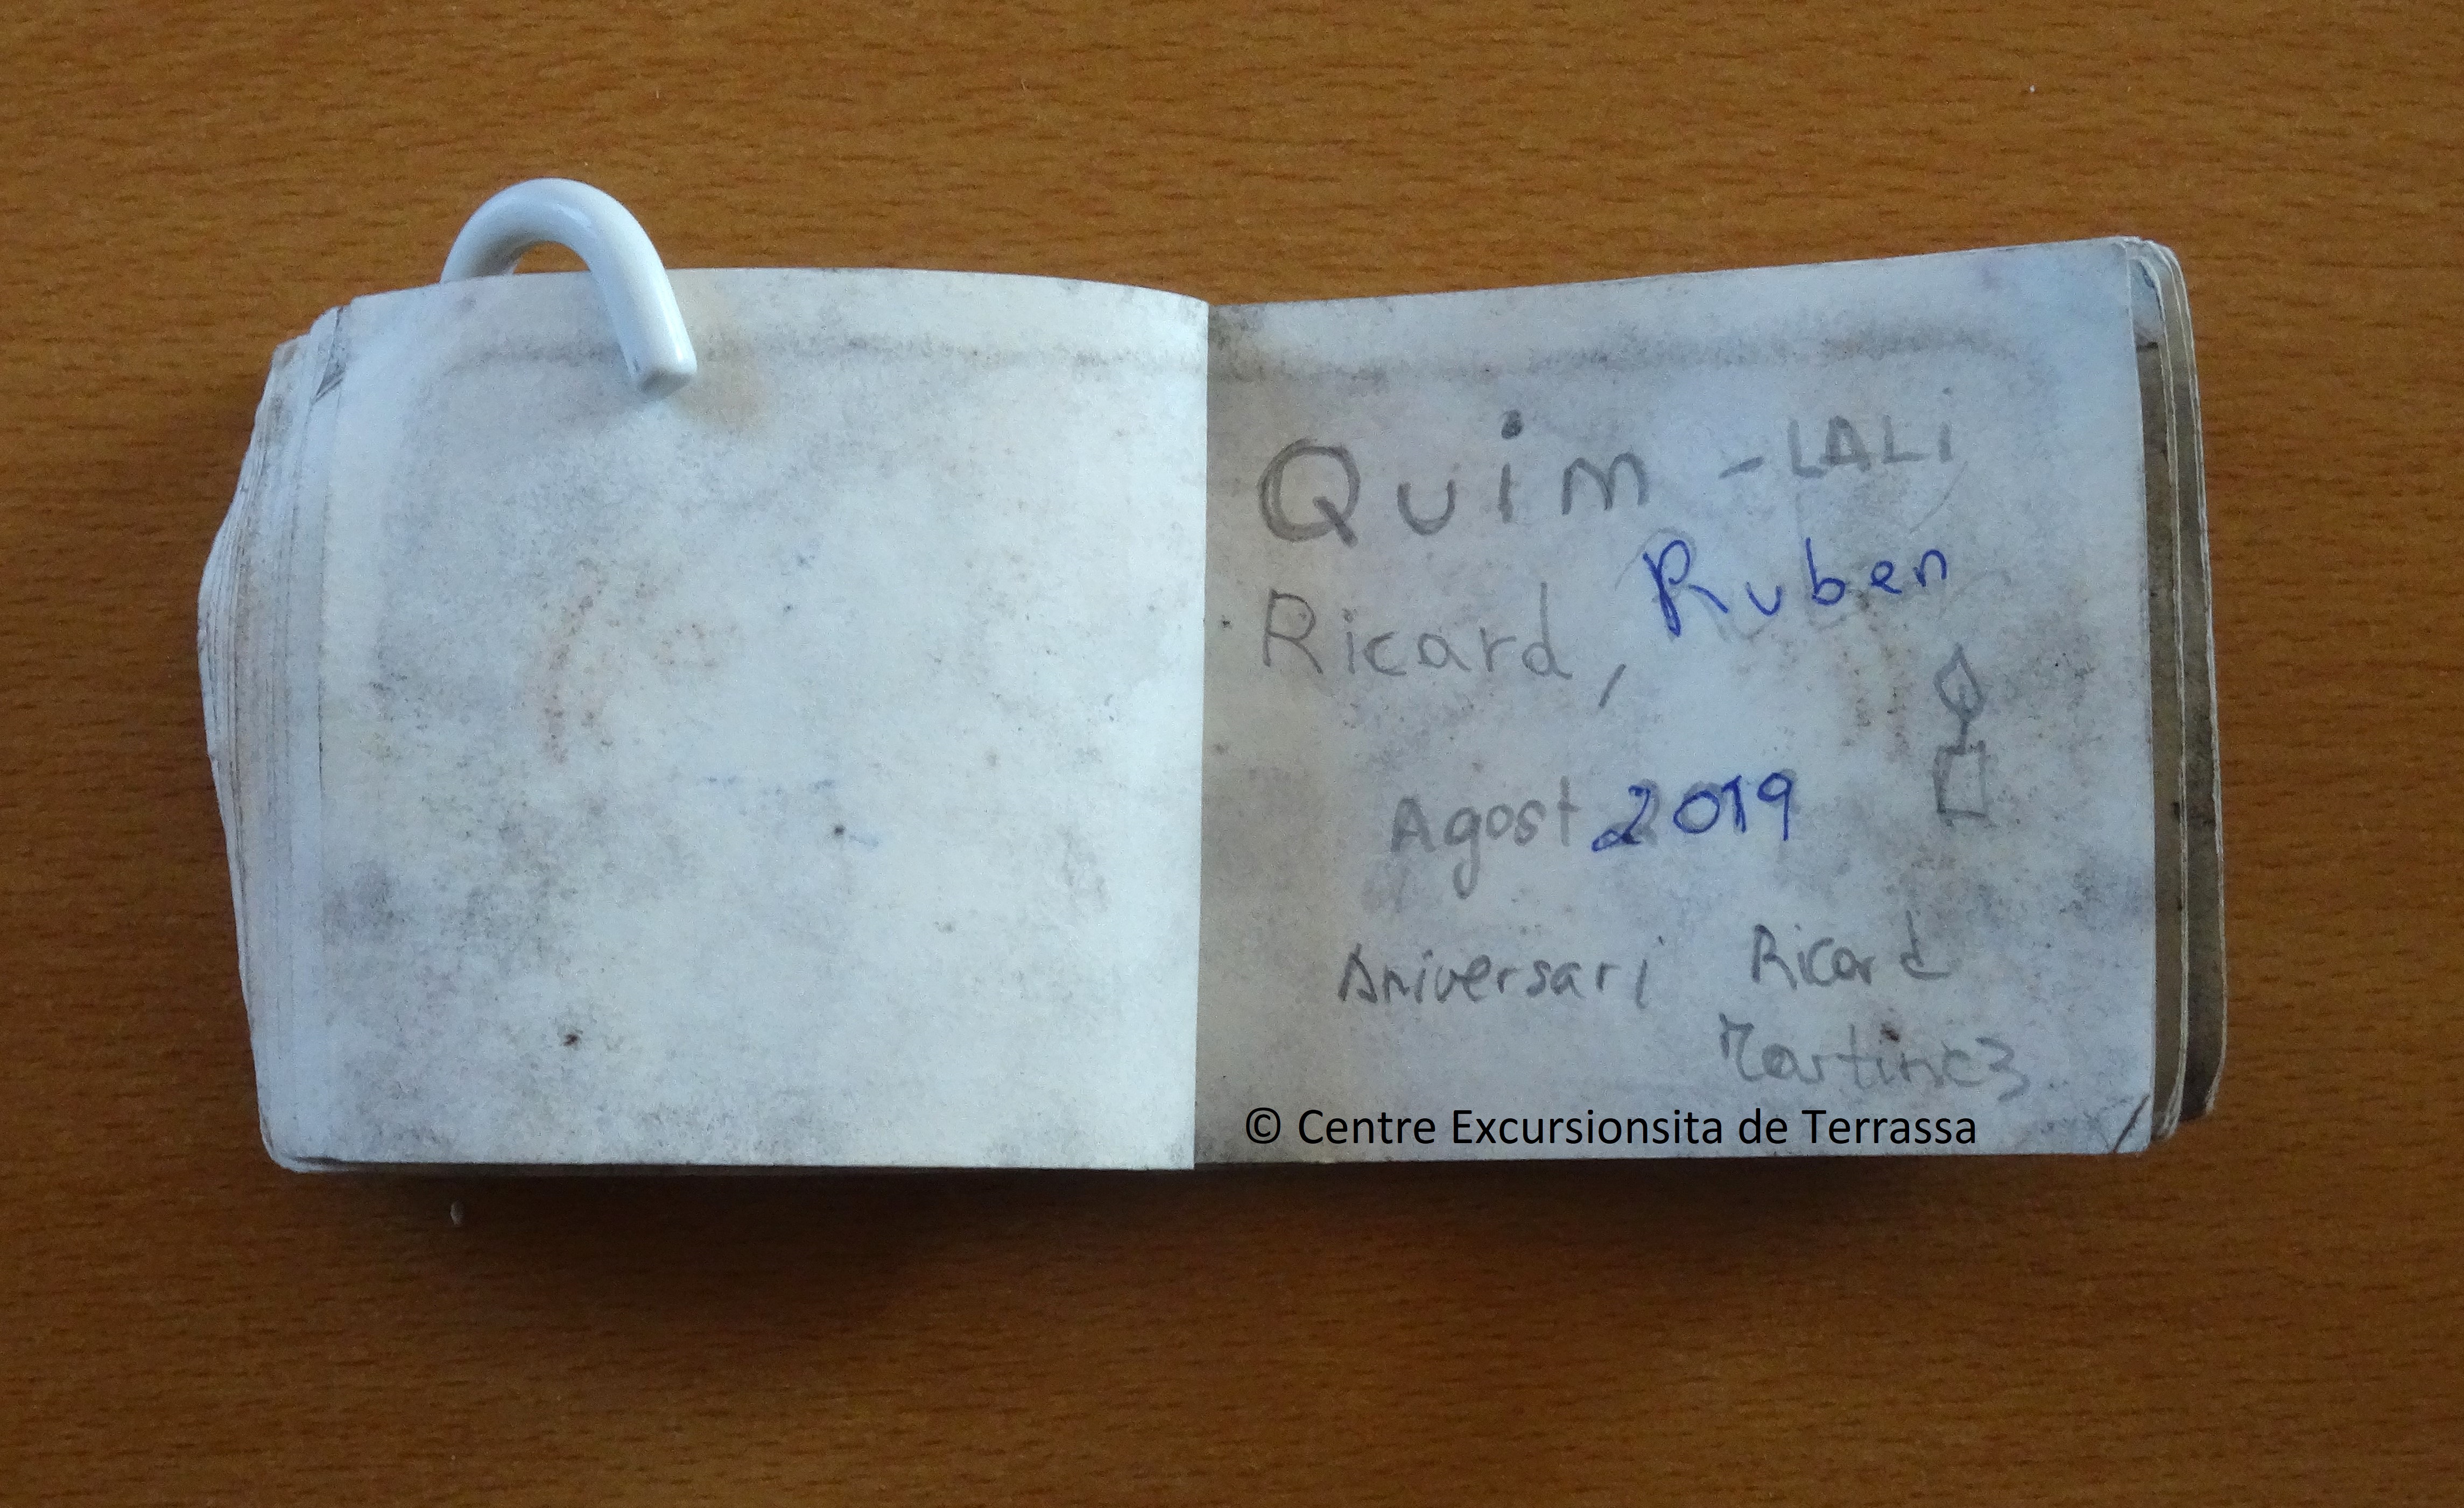 Quim - LALi
Ricard, Ruben
Agost 2019
Aniversari Ricard
Martinez
© Centre Excursionsita de Terrassa